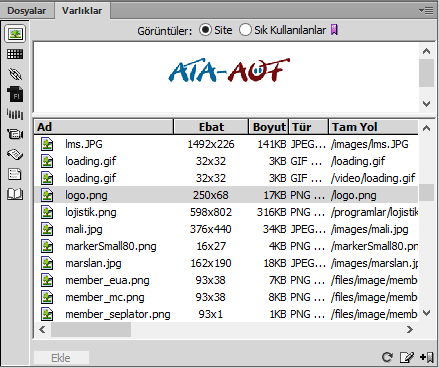 Dosyalar Varlıklar
Görüntüler: Site Sık Kullanılanlar
ATA-AÖF
Ad Ebat Boyut Tür Tam Yol
lms.JPG 1492x226 141KB JPEG... /images/lms.JPG
loading.gif 32x32 3KB GIF ... /loading.gif
loading.gif 32x32 3KB GIF ... /video/loading.gif
logo.png 250x68 17KB PNG ... /logo.png
lojistik.png 598x802 316KB PNG ... /programlar/lojistik
mali.jpg 376x440 34KB JPEG... /images/mali.jpg
markerSmall80.png 16x27 4KB PNG ... /markerSmall80.png
marslan.jpg 162x190 18KB JPEG... /images/marslan.jp
member_eua.png 93x38 7KB PNG ... /files/image/memb
member_mc.png 93x38 8KB PNG ... /files/image/memb
member_seplator.png 93x1 1KB PNG ... /files/image/memb
Ekle